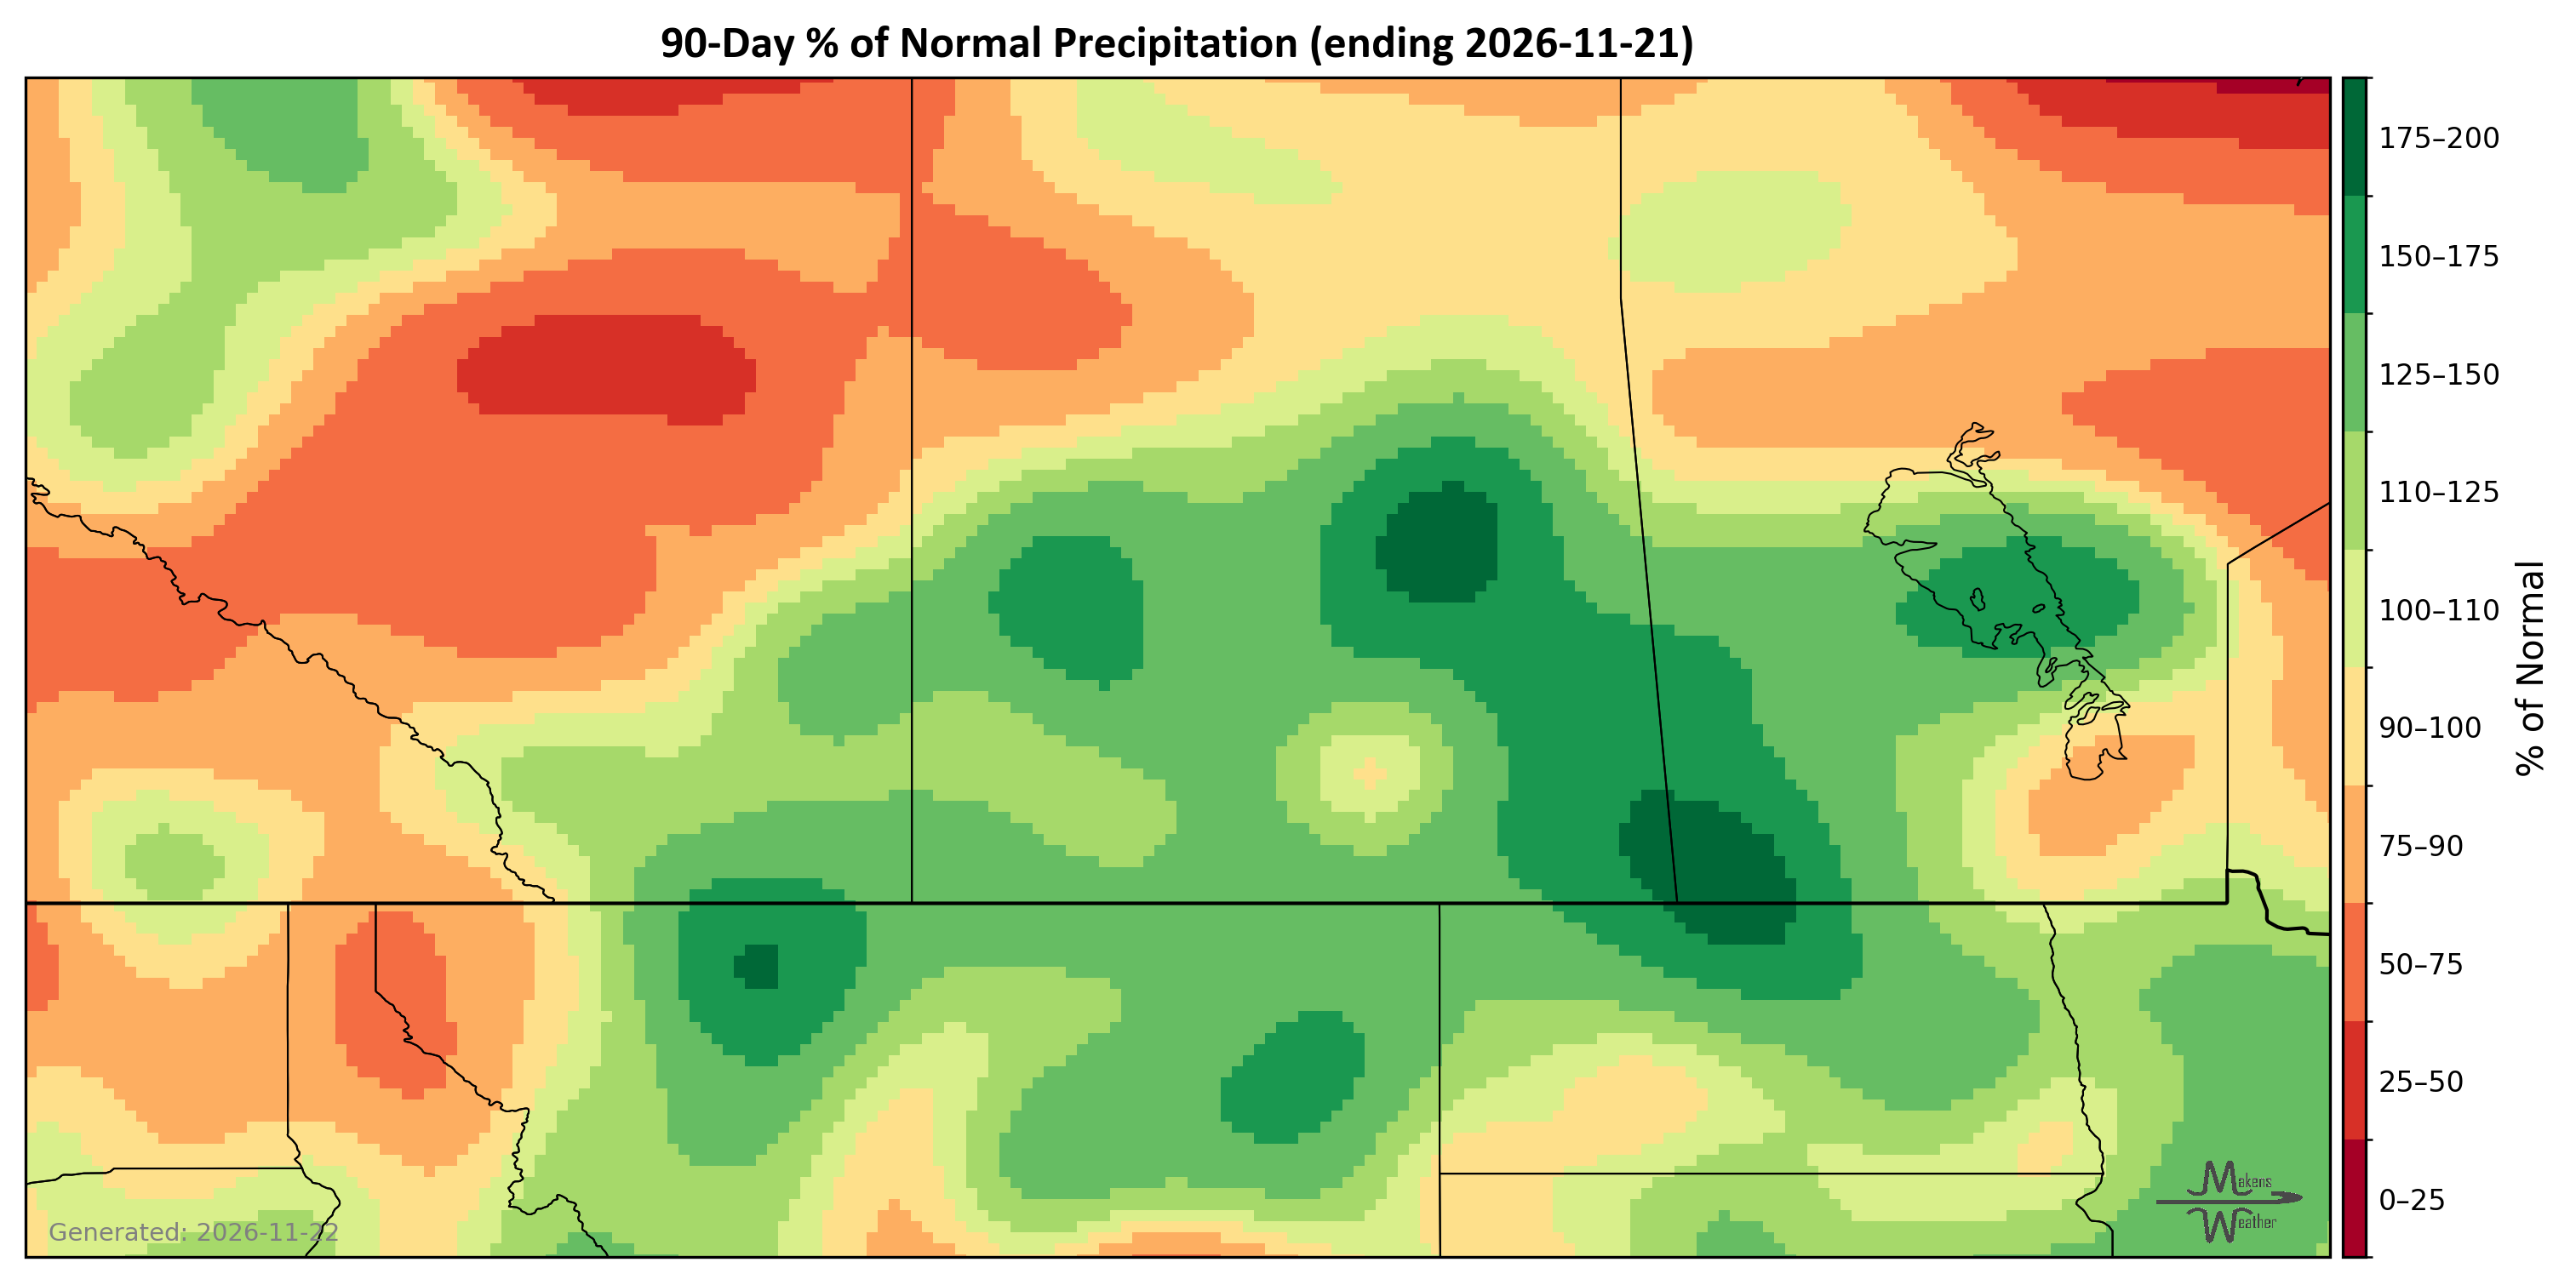 90-Day % of Normal Precipitation (ending 2026-11-21)
175–200
150–175
125–150
110–125
100–110
90–100
75–90
50–75
25–50
0–25
% of Normal
Generated: 2026-11-22
Makens
Weather